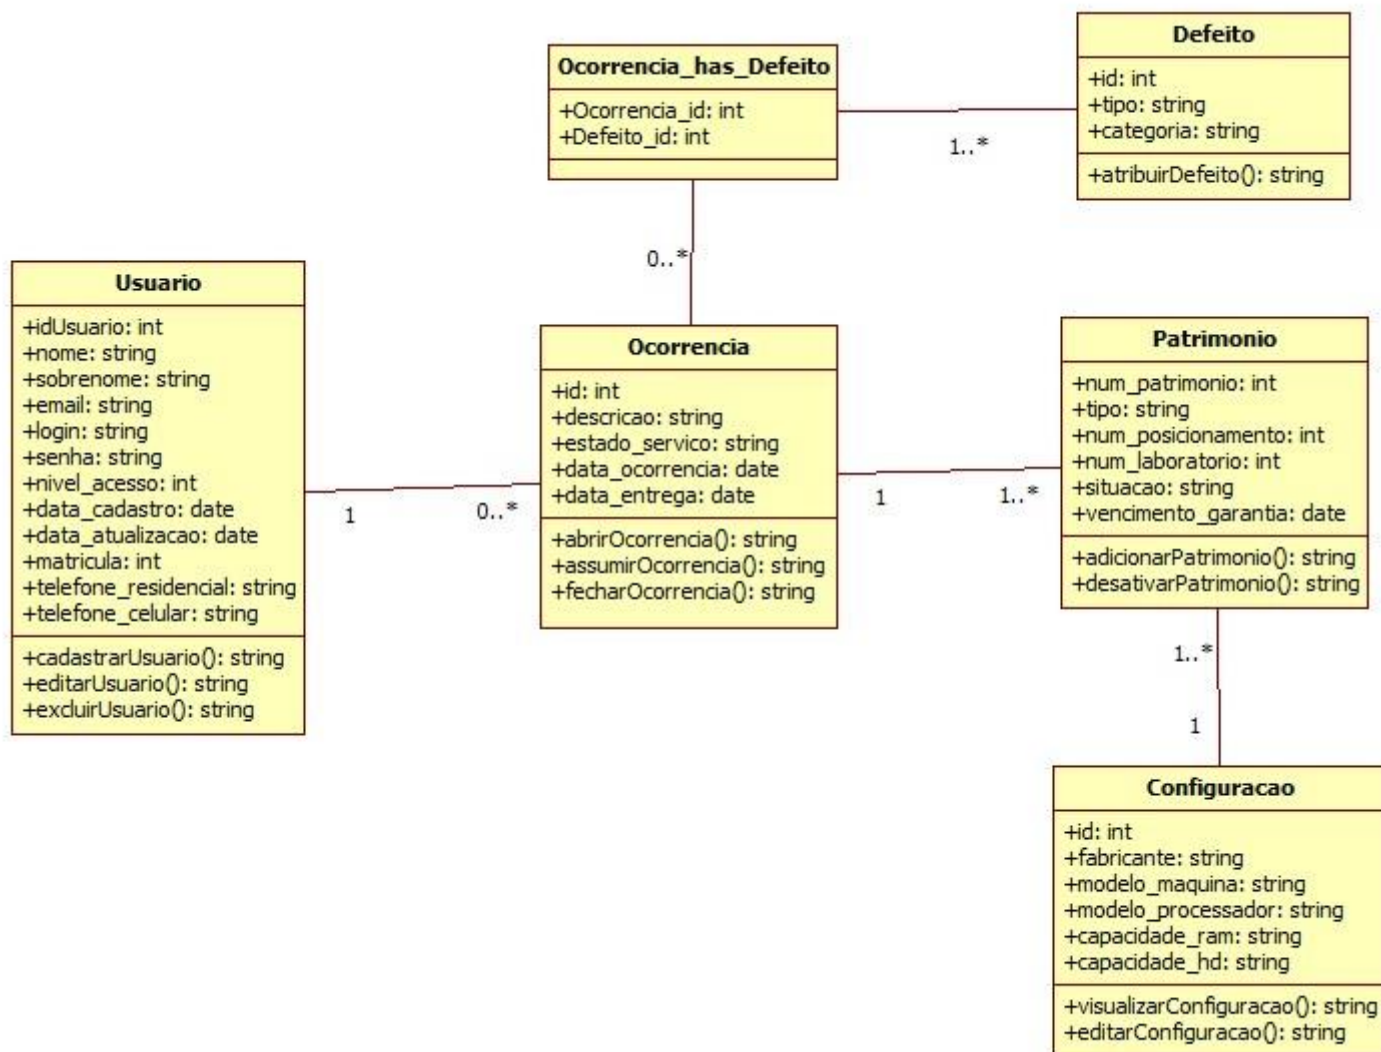 Ocorrencia_has_Defeito
+Ocorrencia_id: int
+Defeito_id: int
Defeito
+id: int
+tipo: string
+categoria: string
+atribuirDefeito(): string
1..*
0..*
Usuario
+idUsuario: int
+nome: string
+sobrenome: string
+email: string
+login: string
+senha: string
+nivel_acesso: int
+data_cadastro: date
+data_atualizacao: date
+matricula: int
+telefone_residencial: string
+telefone_celular: string
+cadastrarUsuario(): string
+editarUsuario(): string
+excluirUsuario(): string
1
0..*
Ocorrencia
+id: int
+descricao: string
+estado_servico: string
+data_ocorrencia: date
+data_entrega: date
+abrirOcorrencia(): string
+assumirOcorrencia(): string
+fecharOcorrencia(): string
1
1..*
Patrimonio
+num_patrimonio: int
+tipo: string
+num_posicionamento: int
+num_laboratorio: int
+situacao: string
+vencimento_garantia: date
+adicionarPatrimonio(): string
+desativarPatrimonio(): string
1..*
1
Configuracao
+id: int
+fabricante: string
+modelo_maquina: string
+modelo_processador: string
+capacidade_ram: string
+capacidade_hd: string
+visualizarConfiguracao(): string
+editarConfiguracao(): string